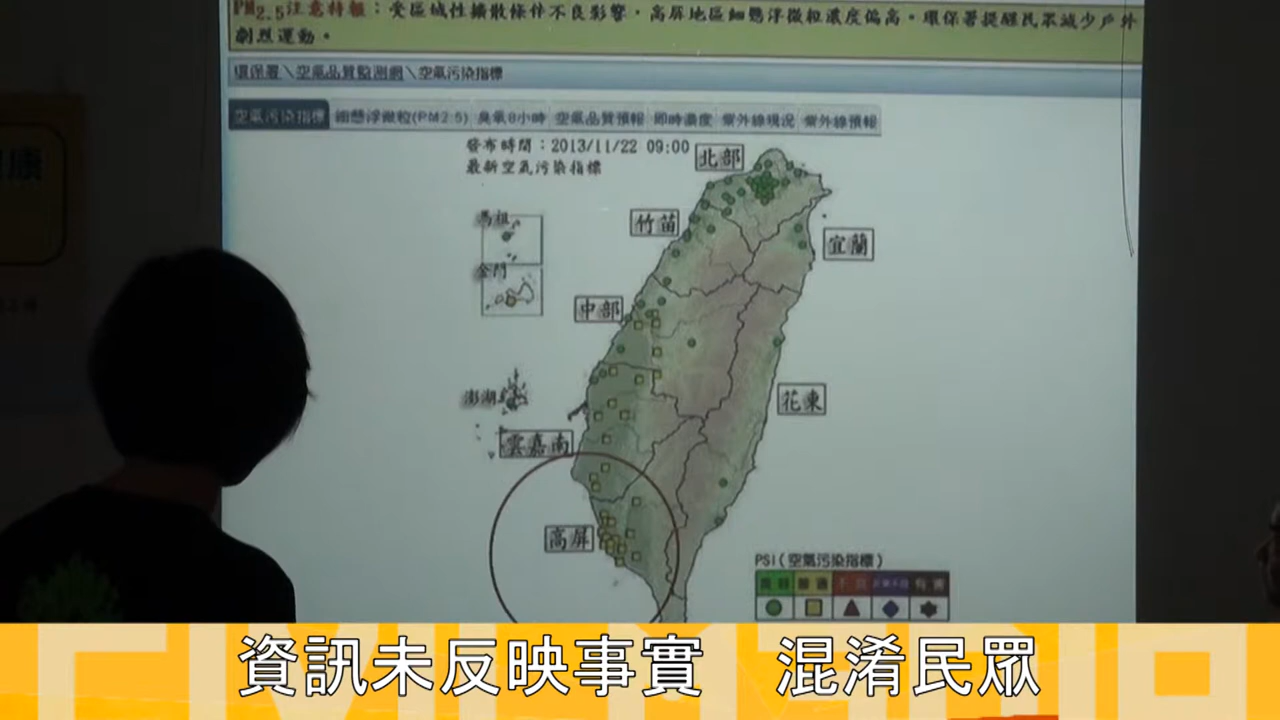 PM2.5注意特報：受區域性擴散條件不良影響，高屏地區細懸浮微粒濃度偏高。環保署提醒民眾減少戶外
劇烈運動。
環保署\空氣品質監測網\空氣污染指標
空氣污染指標 細懸浮微粒(PM2.5) 臭氧8小時 空氣品質預報 即時濃度 紫外線現況 紫外線預報
發布時間：2013/11/22 09:00
最新空氣污染指標
北部
馬祖
竹苗
宜蘭
金門
中部
澎湖
花東
雲嘉南
高屏
康
PSI(空氣污染指標)
良好 普通 不良 有害
資訊未反映事實 混淆民眾